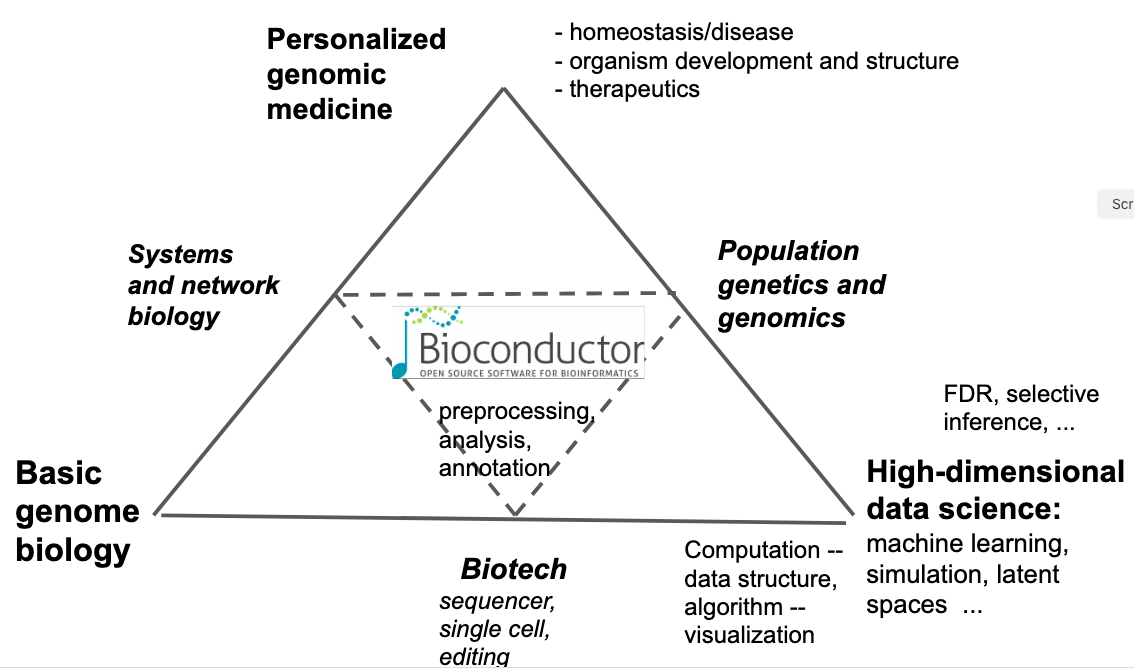 Personalized
genomic
medicine
- homeostasis/disease
- organism development and structure
- therapeutics
Scr
Systems
and network
biology
Population
genetics and
genomics
Bioconductor
OPEN SOURCE SOFTWARE FOR BIOINFORMATICS
preprocessing,
analysis,
annotation
FDR, selective
inference, ...
Basic
genome
biology
High-dimensional
data science:
machine learning,
simulation, latent
spaces ...
Biotech
sequencer,
single cell,
editing
Computation --
data structure,
algorithm --
visualization